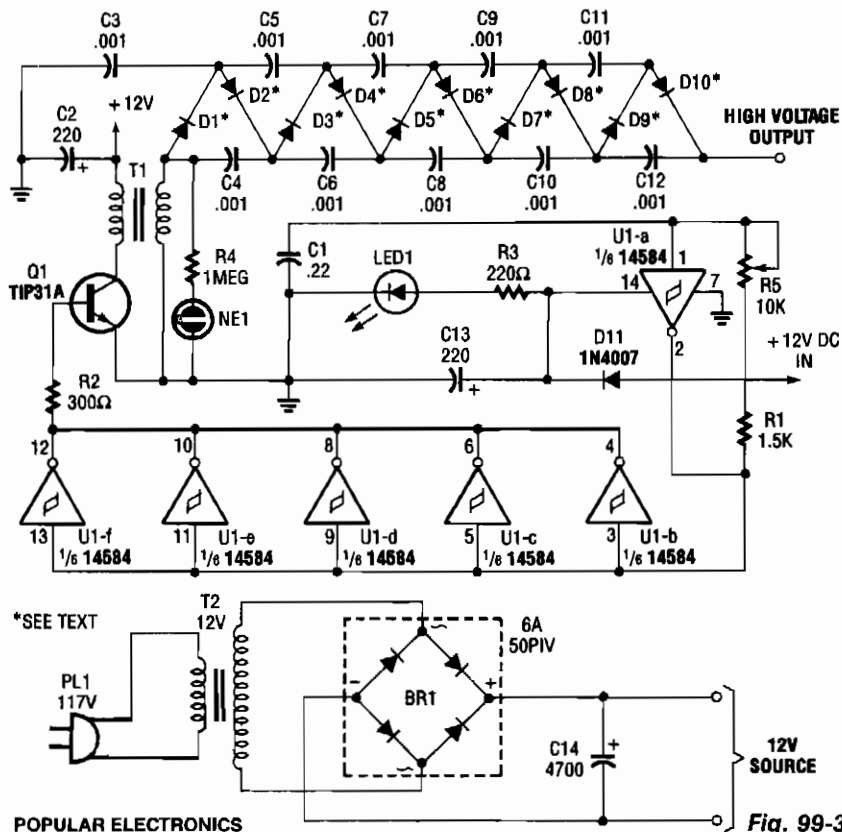 C3
.001
C5
.001
C7
.001
C9
.001
C11
.001
D1*
D2*
D3*
D4*
D5*
D6*
D7*
D8*
D9*
D10*
HIGH VOLTAGE
OUTPUT
C2
220
+
+12V
T1
C4
.001
C6
.001
C8
.001
C10
.001
C12
.001
Q1
TIP31A
R4
1MEG
NE1
C1
.22
LED1
R3
220Ω
U1-a
1/6 14584
1
14
7
2
R5
10K
C13
220
+
D11
1N4007
+12V DC
IN
R2
300Ω
R1
1.5K
12
10
8
6
4
13
U1-f
1/6 14584
11
U1-e
1/6 14584
9
U1-d
1/6 14584
5
U1-c
1/6 14584
3
U1-b
1/6 14584
*SEE TEXT
T2
12V
PL1
117V
6A
50PIV
~
−
BR1
+
~
C14
4700
+
12V
SOURCE
POPULAR ELECTRONICS
Fig. 99-3